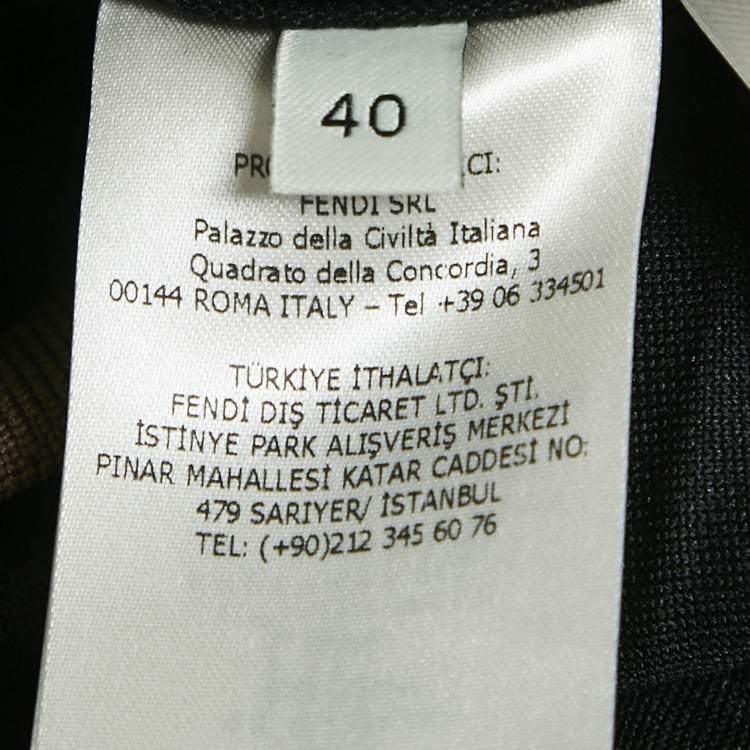 40
CI:
FENDI SRL
Palazzo della Civiltà Italiana
Quadrato della Concordia, 3
00144 ROMA ITALY – Tel +39 06 334501
TÜRKİYE İTHALATÇI:
FENDİ DIŞ TİCARET LTD. ŞTİ.
İSTİNYE PARK ALIŞVERİŞ MERKEZİ
PINAR MAHALLESİ KATAR CADDESİ NO:
479 SARIYER/ İSTANBUL
TEL: (+90)212 345 60 76